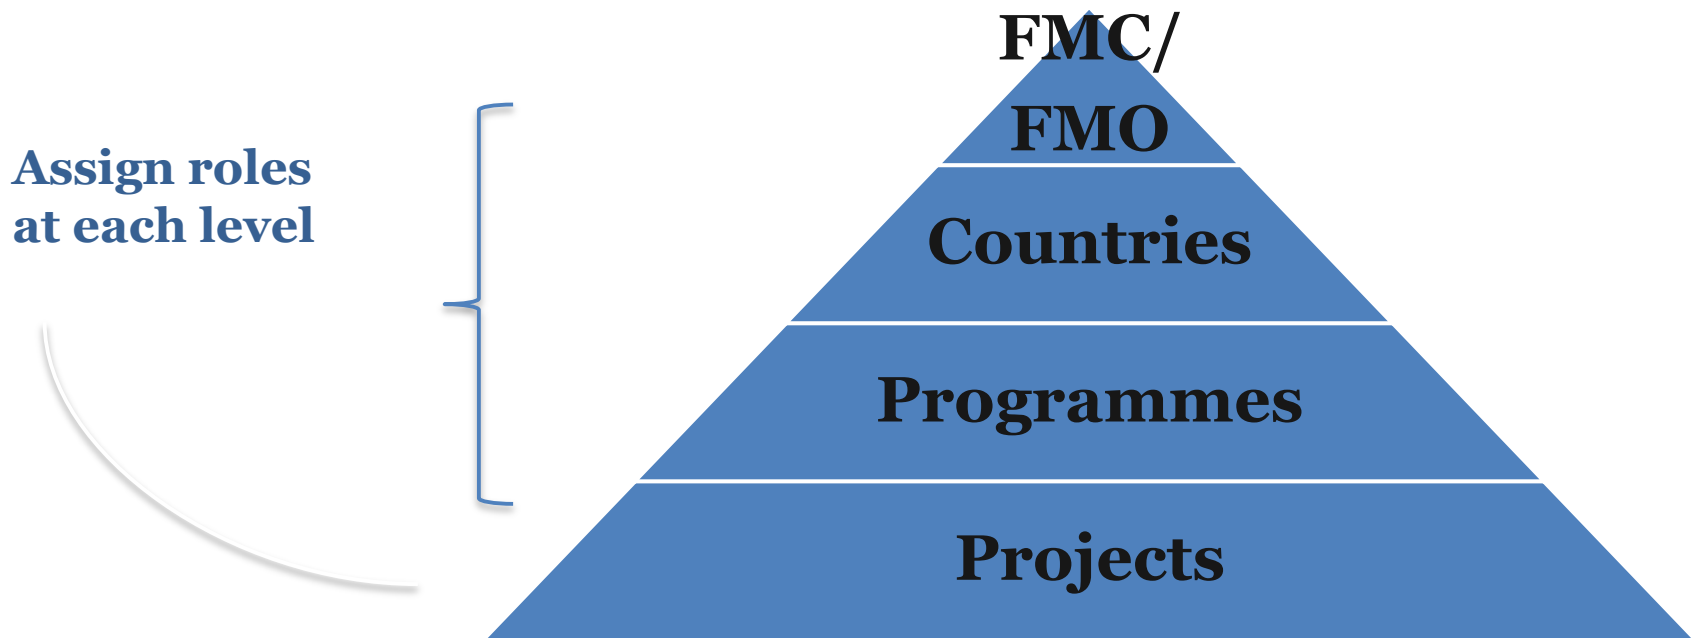 Assign roles
at each level
FMC/
FMO
Countries
Programmes
Projects